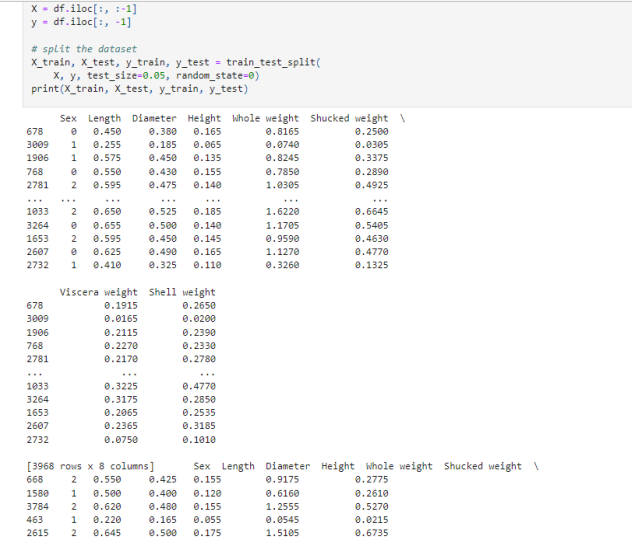 X = df.iloc[:, :-1]
y = df.iloc[:, -1]
# split the dataset
X_train, X_test, y_train, y_test = train_test_split(
X, y, test_size=0.05, random_state=0)
print(X_train, X_test, y_train, y_test)
Sex Length Diameter Height Whole weight Shucked weight \
678 0 0.450 0.380 0.165 0.8165 0.2500
3009 1 0.255 0.185 0.065 0.0740 0.0305
1906 1 0.575 0.450 0.135 0.8245 0.3375
768 0 0.550 0.430 0.155 0.7850 0.2890
2781 2 0.595 0.475 0.140 1.0305 0.4925
... ... ... ... ... ... ...
1033 2 0.650 0.525 0.185 1.6220 0.6645
3264 0 0.655 0.500 0.140 1.1705 0.5405
1653 2 0.595 0.450 0.145 0.9590 0.4630
2607 0 0.625 0.490 0.165 1.1270 0.4770
2732 1 0.410 0.325 0.110 0.3260 0.1325
Viscera weight Shell weight
678 0.1915 0.2650
3009 0.0165 0.0200
1906 0.2115 0.2390
768 0.2270 0.2330
2781 0.2170 0.2780
... ... ...
1033 0.3225 0.4770
3264 0.3175 0.2850
1653 0.2065 0.2535
2607 0.2365 0.3185
2732 0.0750 0.1010
[3968 rows x 8 columns] Sex Length Diameter Height Whole weight Shucked weight \
668 2 0.550 0.425 0.155 0.9175 0.2775
1580 1 0.500 0.400 0.120 0.6160 0.2610
3784 2 0.620 0.480 0.155 1.2555 0.5270
463 1 0.220 0.165 0.055 0.0545 0.0215
2615 2 0.645 0.500 0.175 1.5105 0.6735